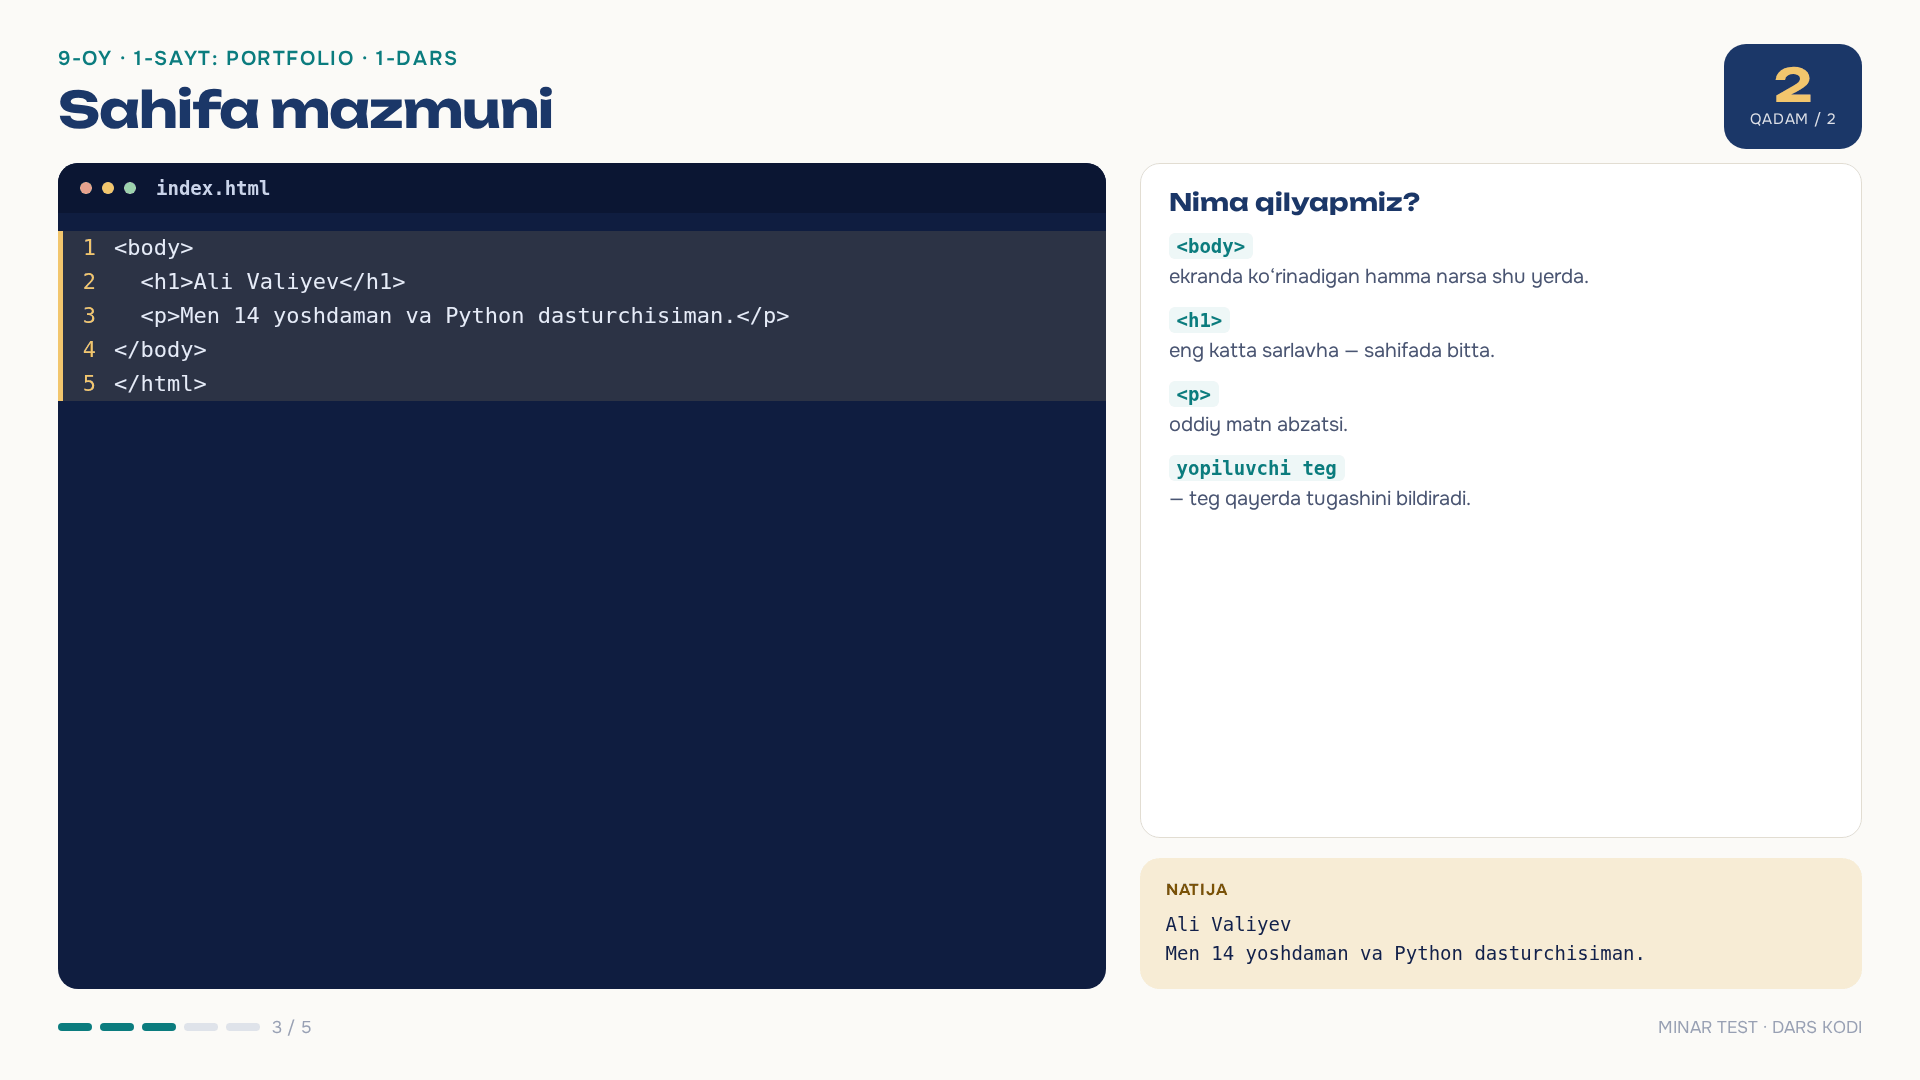 9-OY · 1-SAYT: PORTFOLIO · 1-DARS
Sahifa mazmuni
2
QADAM / 2
index.html
1 <body>
2   <h1>Ali Valiyev</h1>
3   <p>Men 14 yoshdaman va Python dasturchisiman.</p>
4 </body>
5 </html>
Nima qilyapmiz?
<body>
ekranda ko‘rinadigan hamma narsa shu yerda.
<h1>
eng katta sarlavha — sahifada bitta.
<p>
oddiy matn abzatsi.
yopiluvchi teg
— teg qayerda tugashini bildiradi.
NATIJA
Ali Valiyev
Men 14 yoshdaman va Python dasturchisiman.
3 / 5
MINAR TEST · DARS KODI